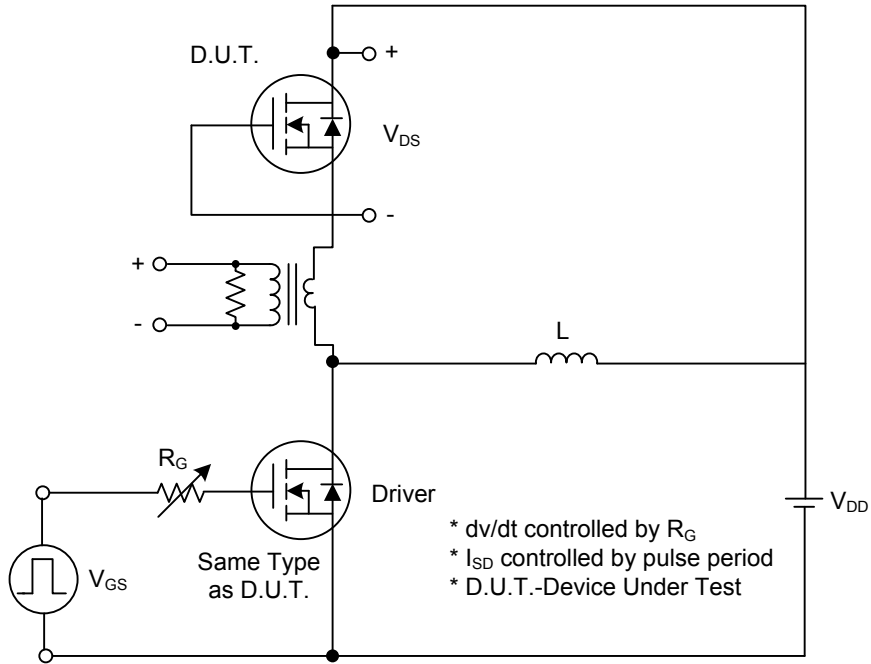 D.U.T.
+
V_DS
-
+
-
L
R_G
Driver
V_DD
Same Type
as D.U.T.
V_GS
* dv/dt controlled by R_G
* I_SD controlled by pulse period
* D.U.T.-Device Under Test